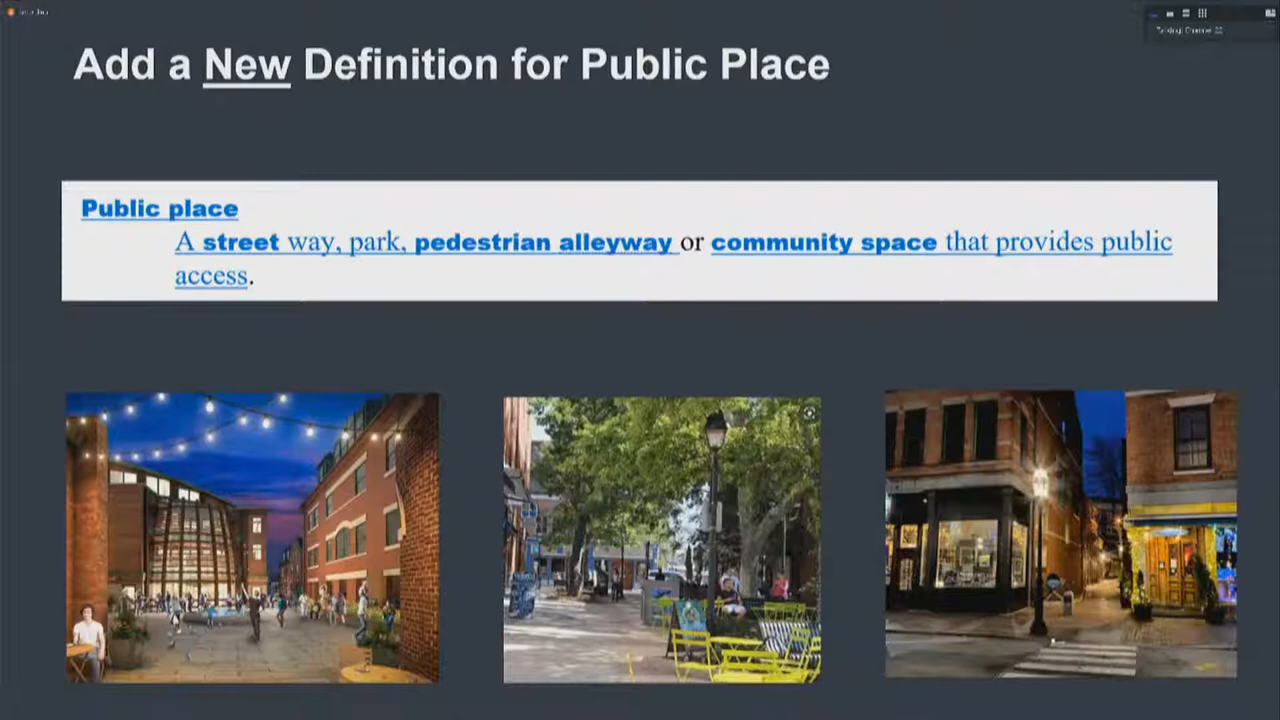 Add a New Definition for Public Place
Public place
A street way, park, pedestrian alleyway or community space that provides public
access.